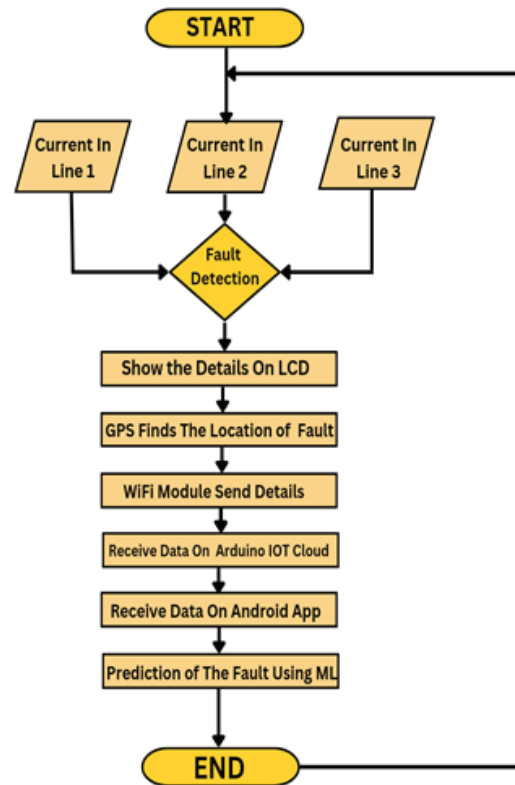 START
Current In
Line 1
Current In
Line 2
Current In
Line 3
Fault
Detection
Show the Details On LCD
GPS Finds The Location of Fault
WiFi Module Send Details
Receive Data On Arduino IOT Cloud
Receive Data On Android App
Prediction of The Fault Using ML
END